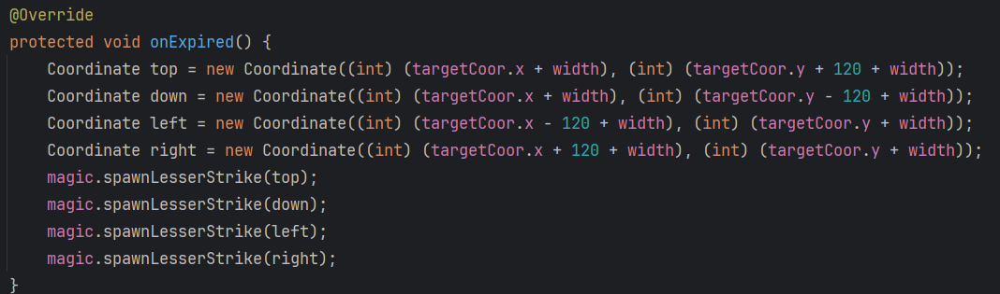 @Override
protected void onExpired() {
    Coordinate top = new Coordinate((int) (targetCoor.x + width), (int) (targetCoor.y + 120 + width));
    Coordinate down = new Coordinate((int) (targetCoor.x + width), (int) (targetCoor.y - 120 + width));
    Coordinate left = new Coordinate((int) (targetCoor.x - 120 + width), (int) (targetCoor.y + width));
    Coordinate right = new Coordinate((int) (targetCoor.x + 120 + width), (int) (targetCoor.y + width));
    magic.spawnLesserStrike(top);
    magic.spawnLesserStrike(down);
    magic.spawnLesserStrike(left);
    magic.spawnLesserStrike(right);
}